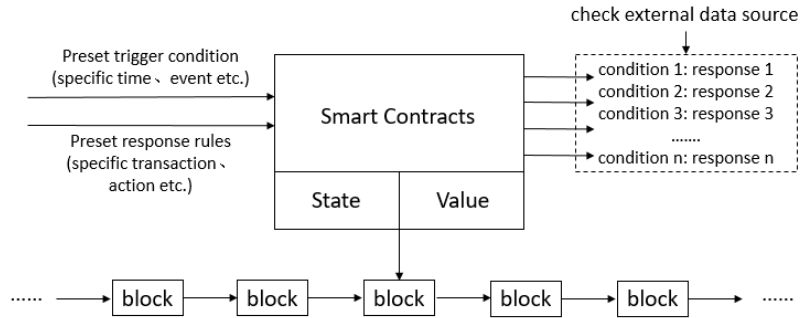 check external data source
Preset trigger condition
(specific time、event etc.)
condition 1: response 1
condition 2: response 2
condition 3: response 3
.......
condition n: response n
Smart Contracts
Preset response rules
(specific transaction、
action etc.)
State
Value
...... block block block block block ......